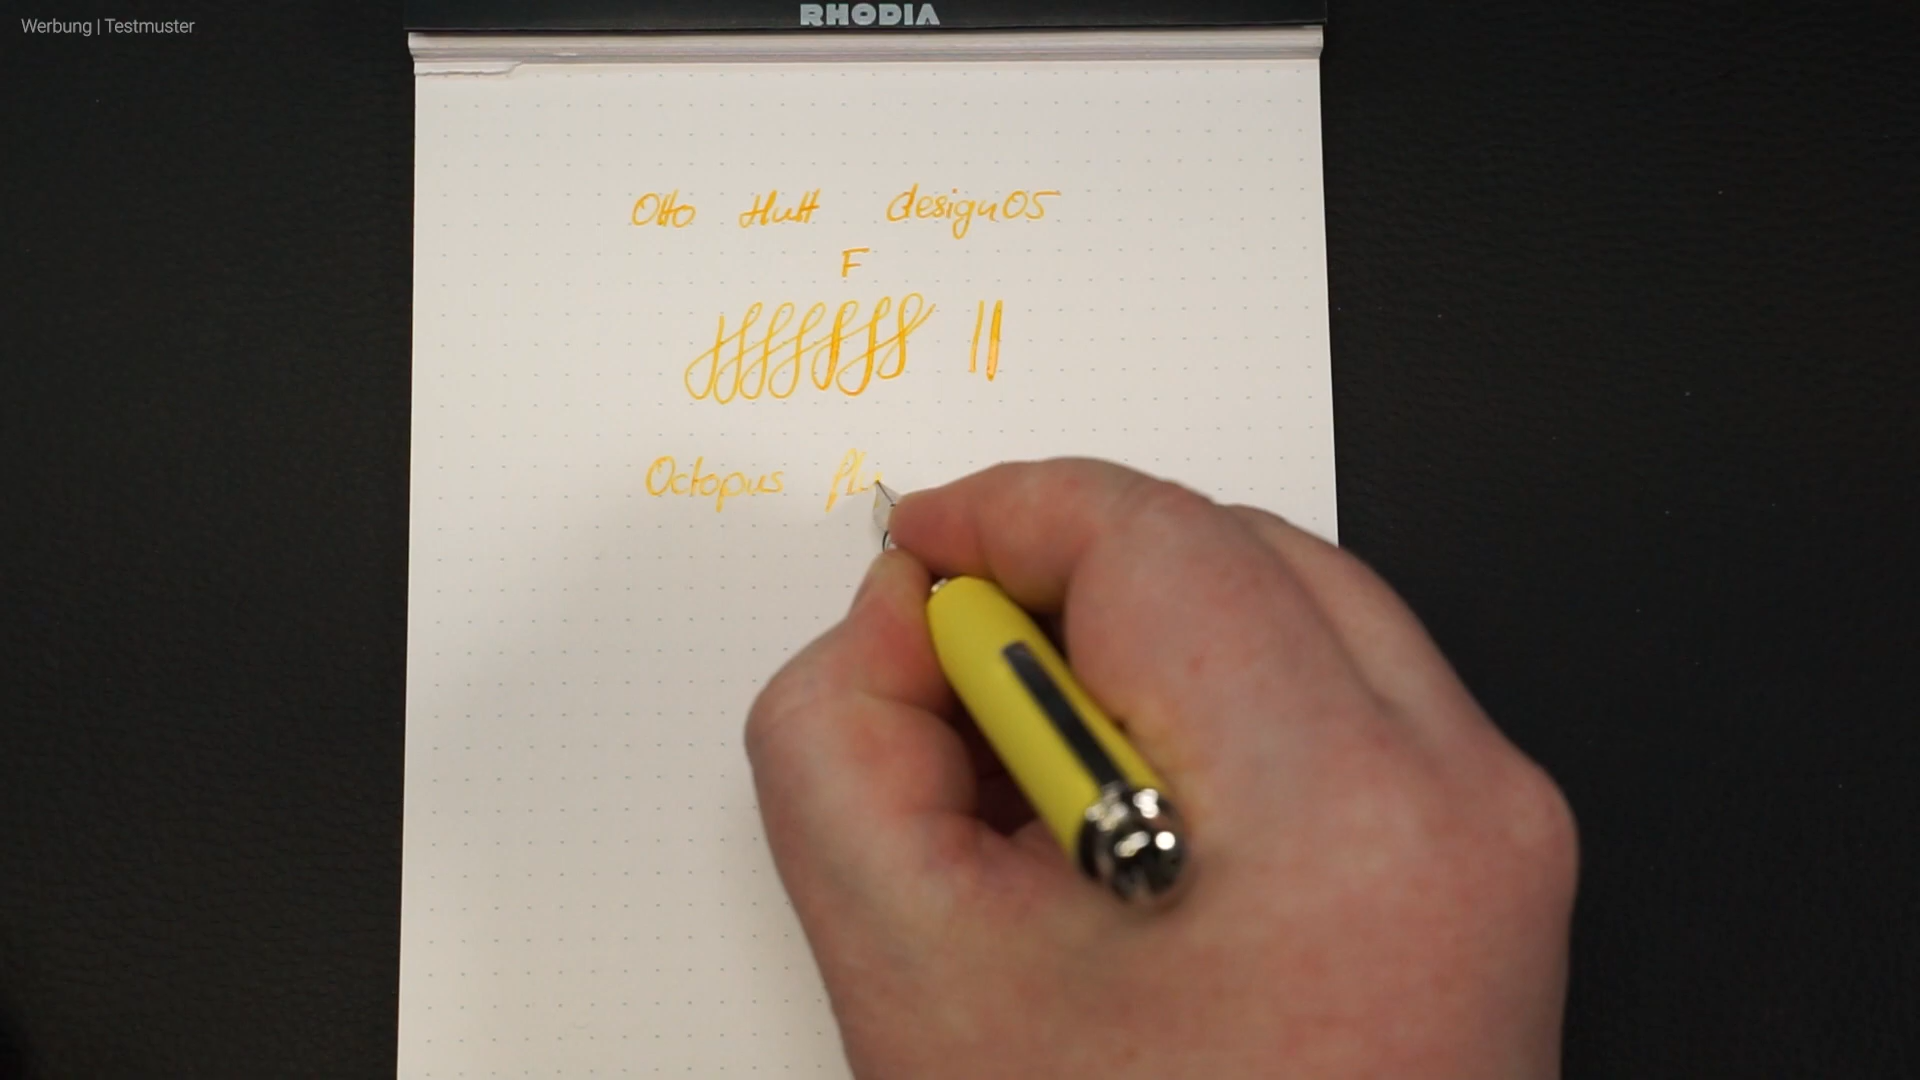 Werbung | Testmuster
RHODIA
Otto Hutt design05
F
Octopus